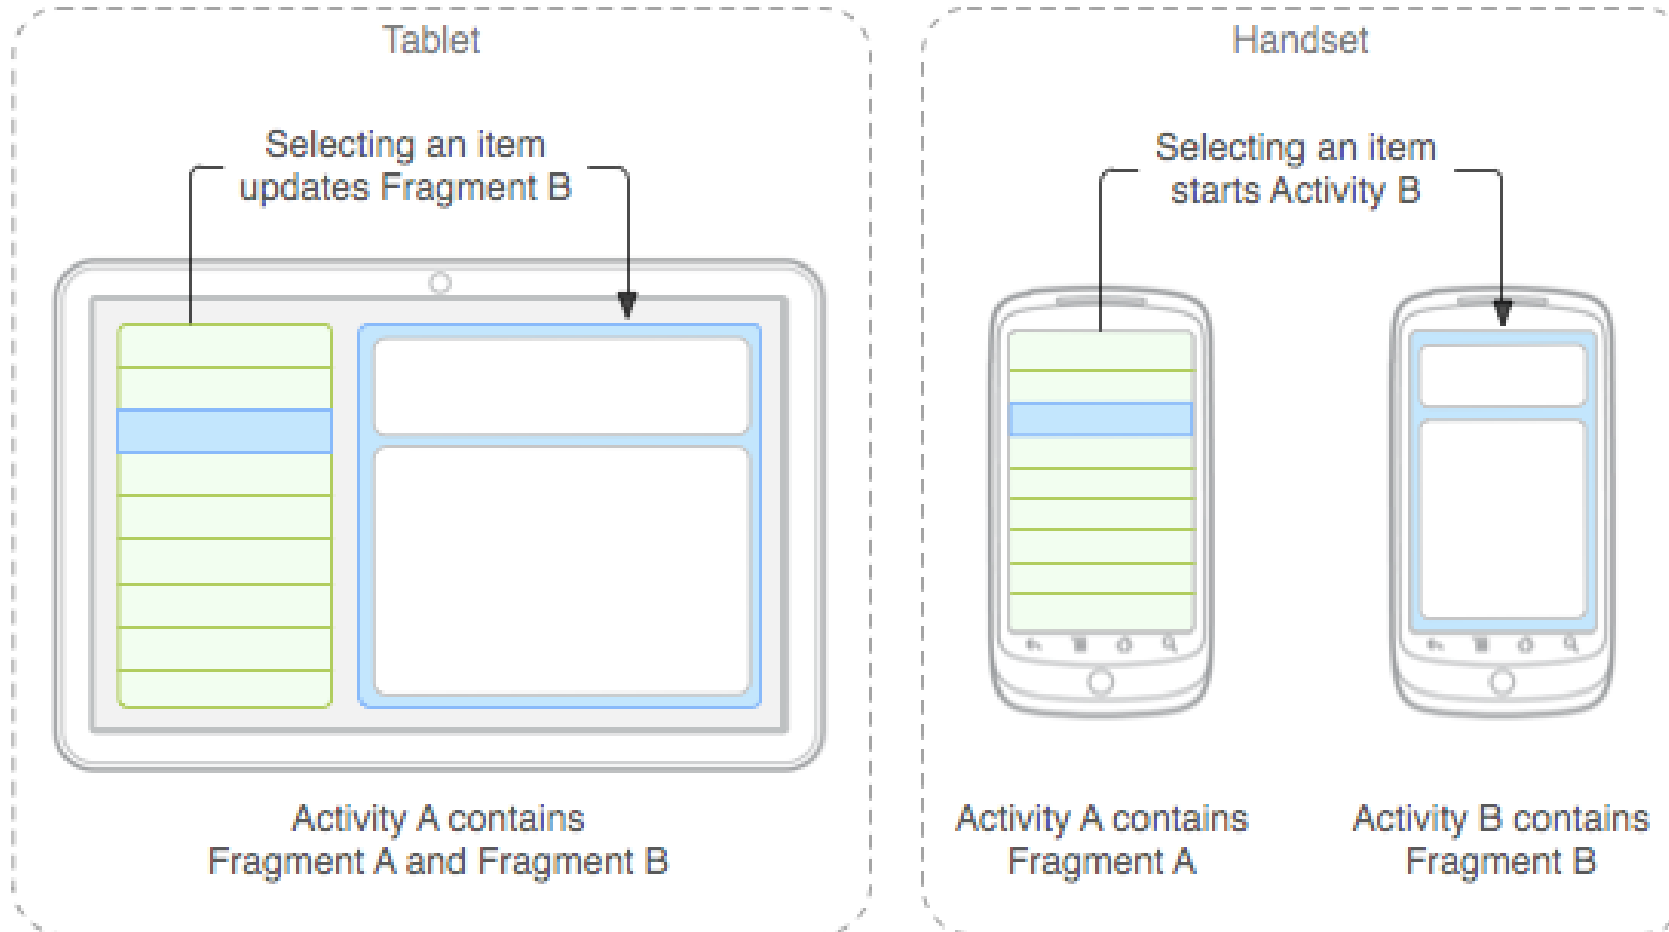 Tablet
Selecting an item
updates Fragment B
Activity A contains
Fragment A and Fragment B
Handset
Selecting an item
starts Activity B
Activity A contains
Fragment A
Activity B contains
Fragment B